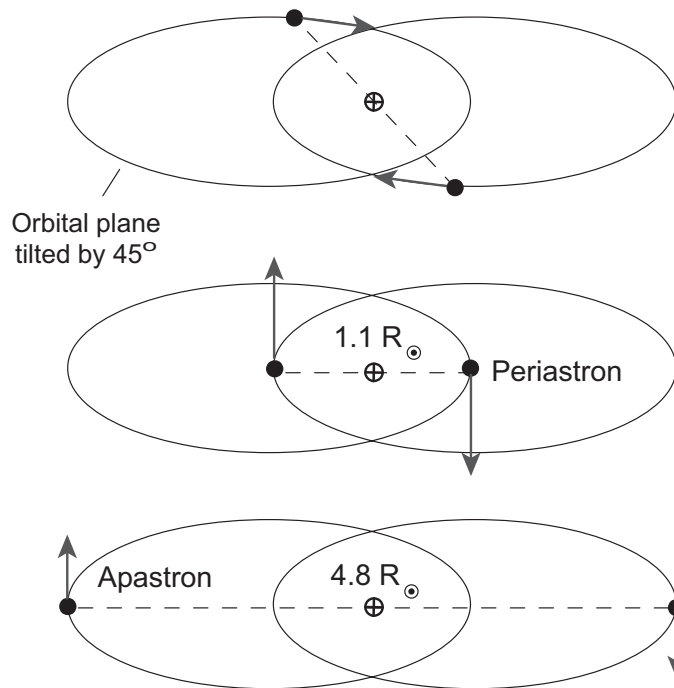 Orbital plane
tilted by 45°
1.1 R☉
Periastron
4.8 R☉
Apastron